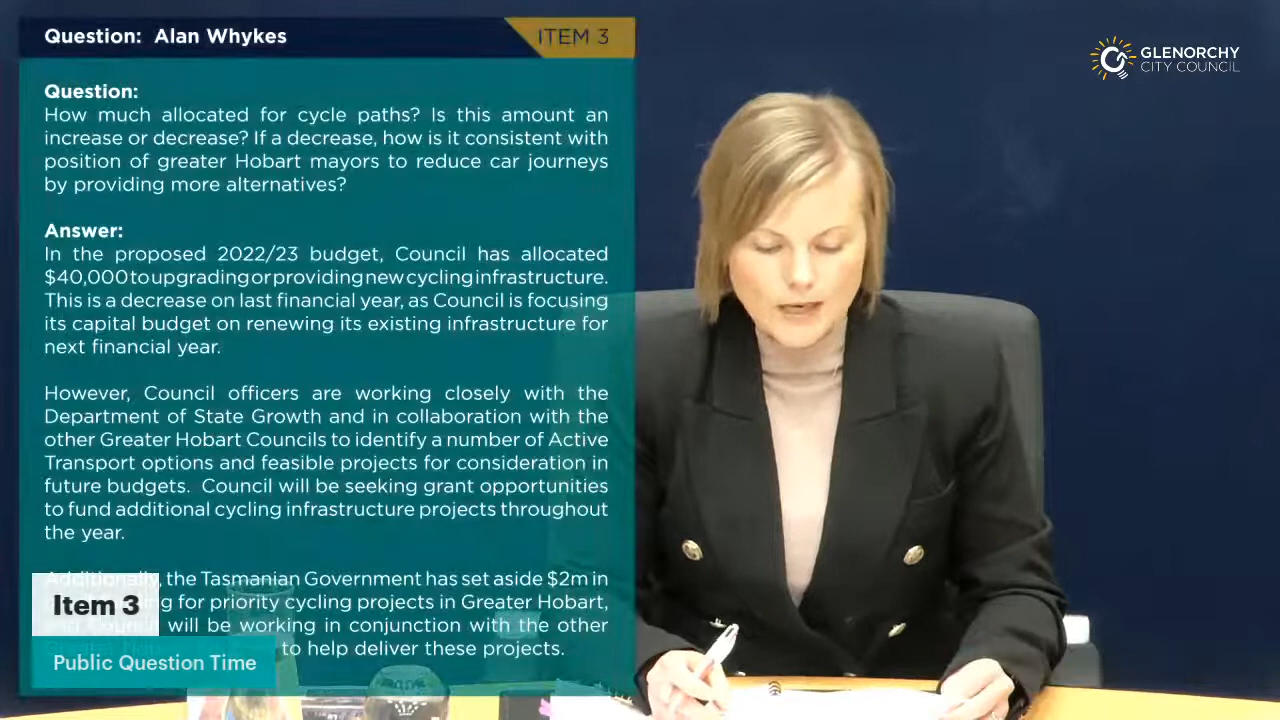 Question: Alan Whykes
ITEM 3
GLENORCHY
CITY COUNCIL
Question:
How much allocated for cycle paths? Is this amount an
increase or decrease? If a decrease, how is it consistent with
position of greater Hobart mayors to reduce car journeys
by providing more alternatives?
Answer:
In the proposed 2022/23 budget, Council has allocated
$40,000 to upgrading or providing new cycling infrastructure.
This is a decrease on last financial year, as Council is focusing
its capital budget on renewing its existing infrastructure for
next financial year.
However, Council officers are working closely with the
Department of State Growth and in collaboration with the
other Greater Hobart Councils to identify a number of Active
Transport options and feasible projects for consideration in
future budgets. Council will be seeking grant opportunities
to fund additional cycling infrastructure projects throughout
the year.
Additionally, the Tasmanian Government has set aside $2m in
for priority cycling projects in Greater Hobart,
and Council will be working in conjunction with the other
to help deliver these projects.
Item 3
Public Question Time